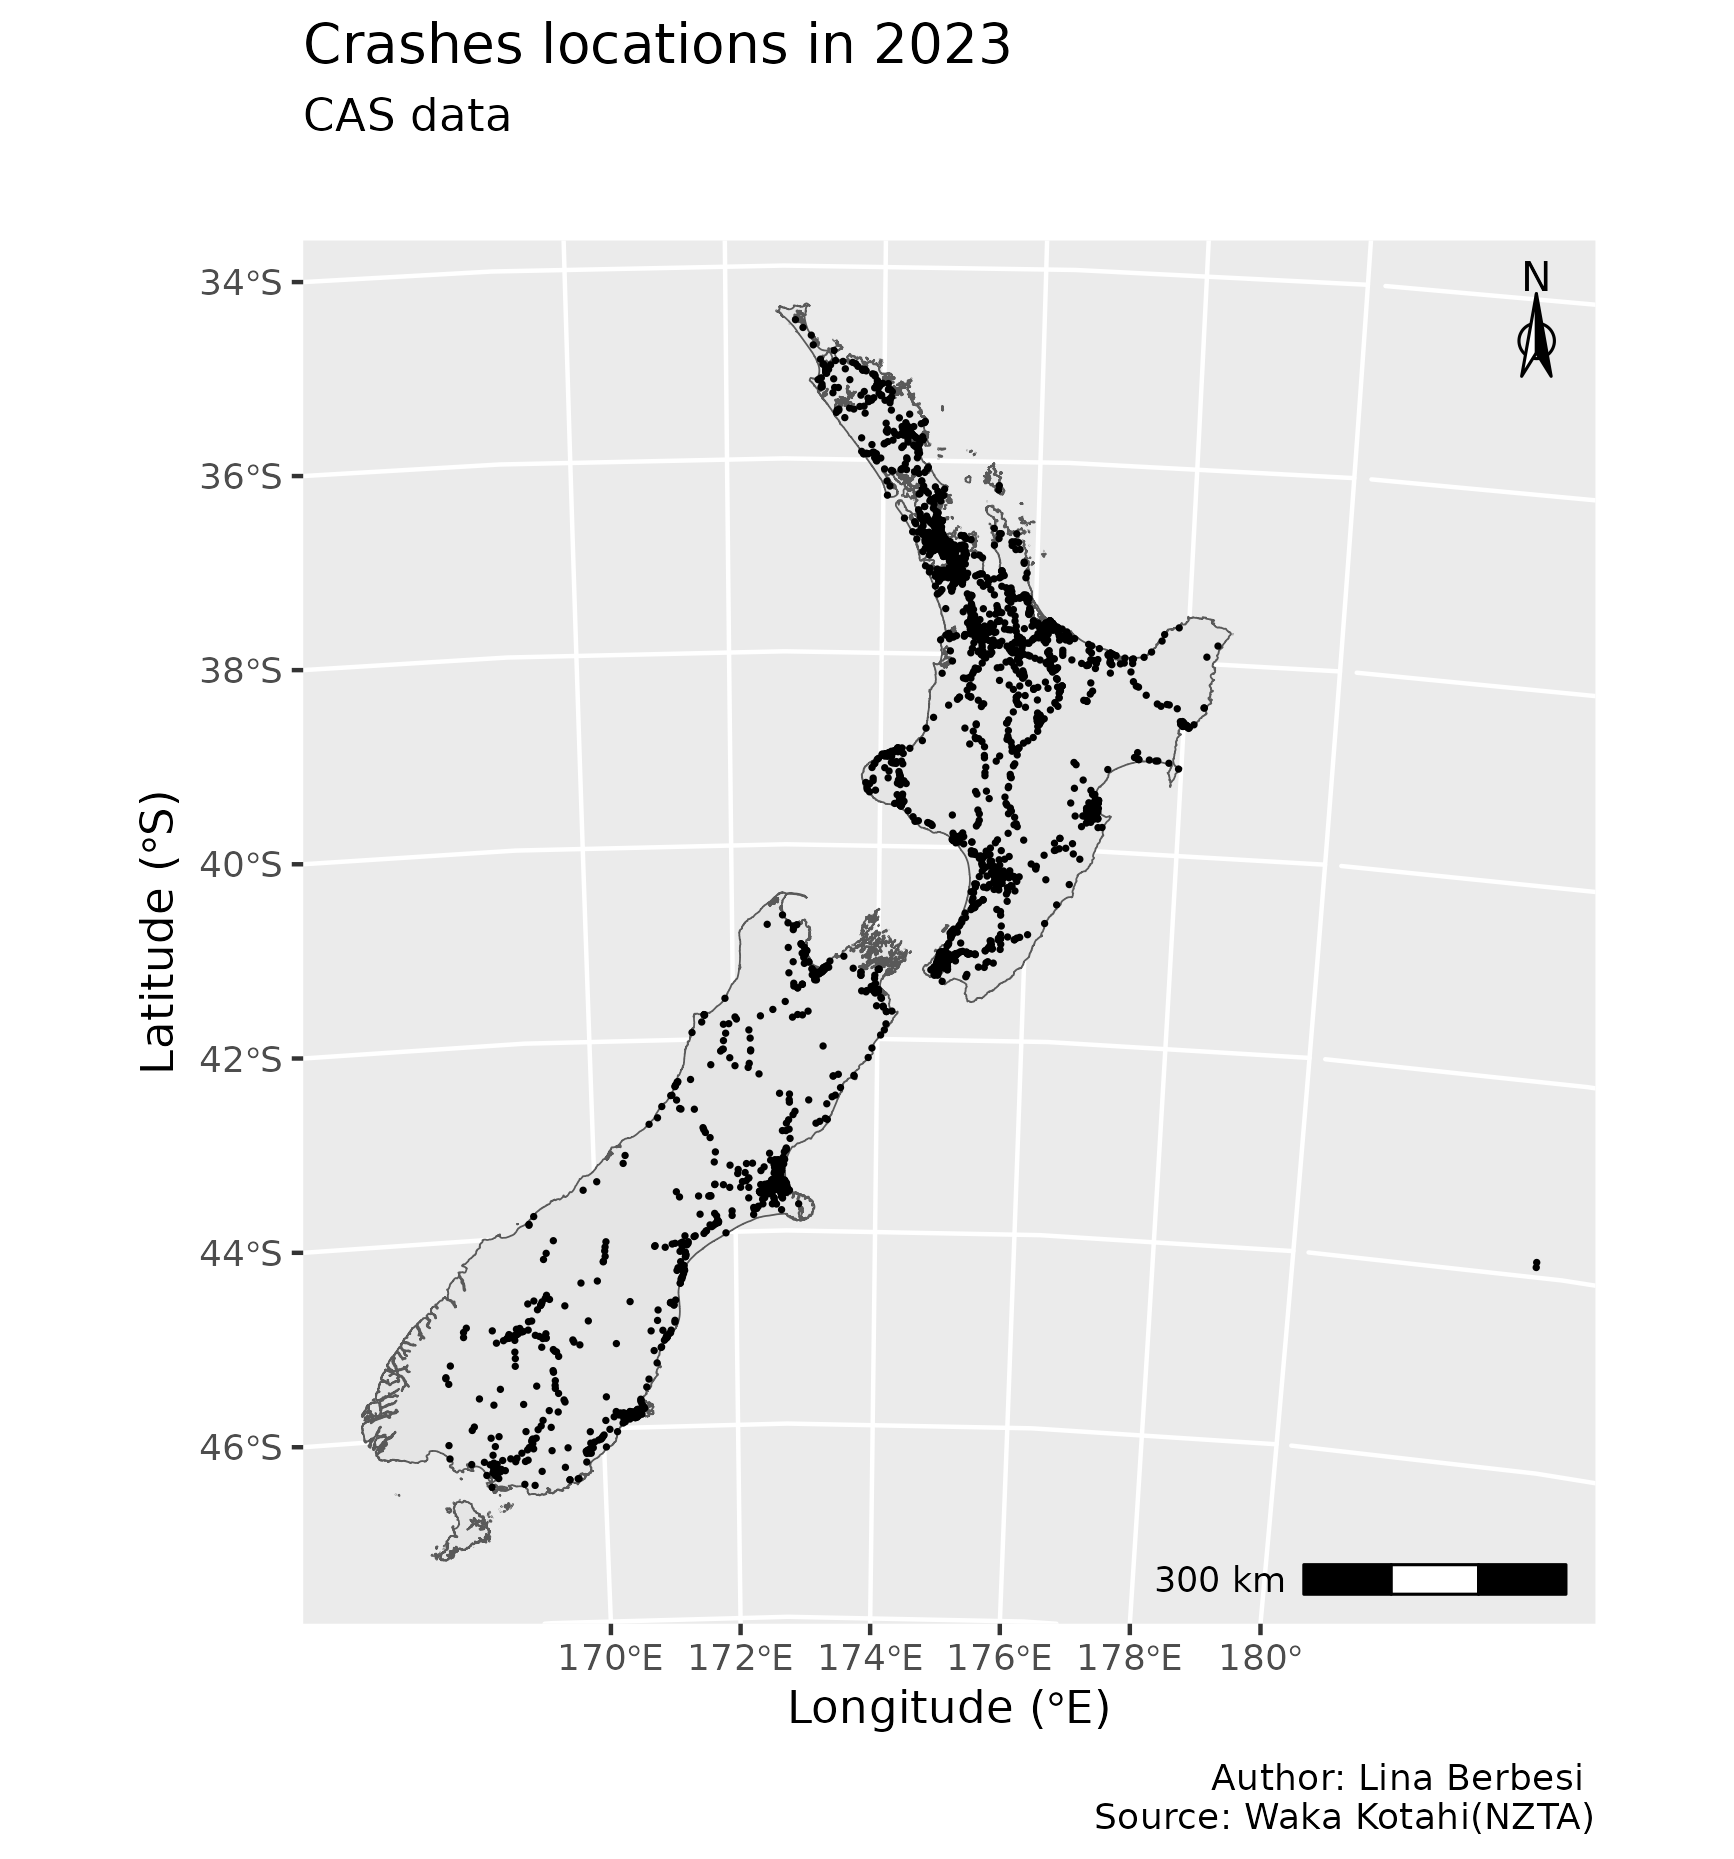 Crashes locations in 2023
CAS data
N
34°S
36°S
38°S
40°S
42°S
44°S
46°S
Latitude (°S)
300 km
170°E 172°E 174°E 176°E 178°E 180°
Longitude (°E)
Author: Lina Berbesi
Source: Waka Kotahi(NZTA)